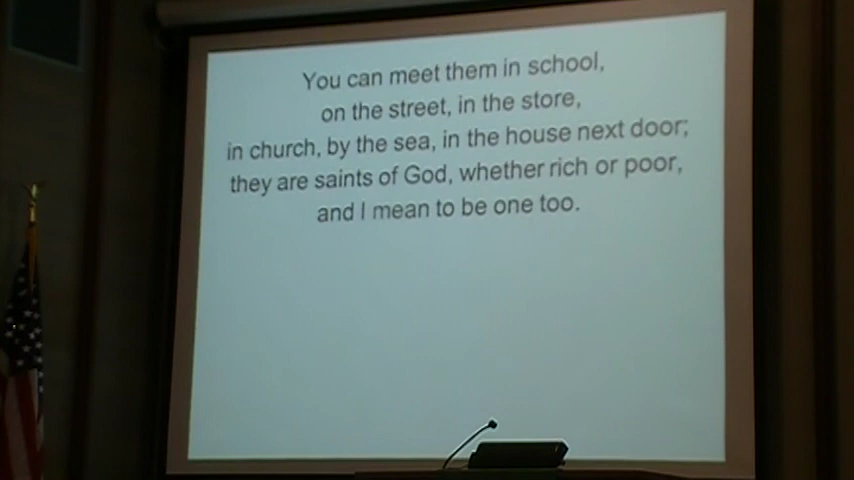 You can meet them in school,
on the street, in the store,
in church, by the sea, in the house next door;
they are saints of God, whether rich or poor,
and I mean to be one too.